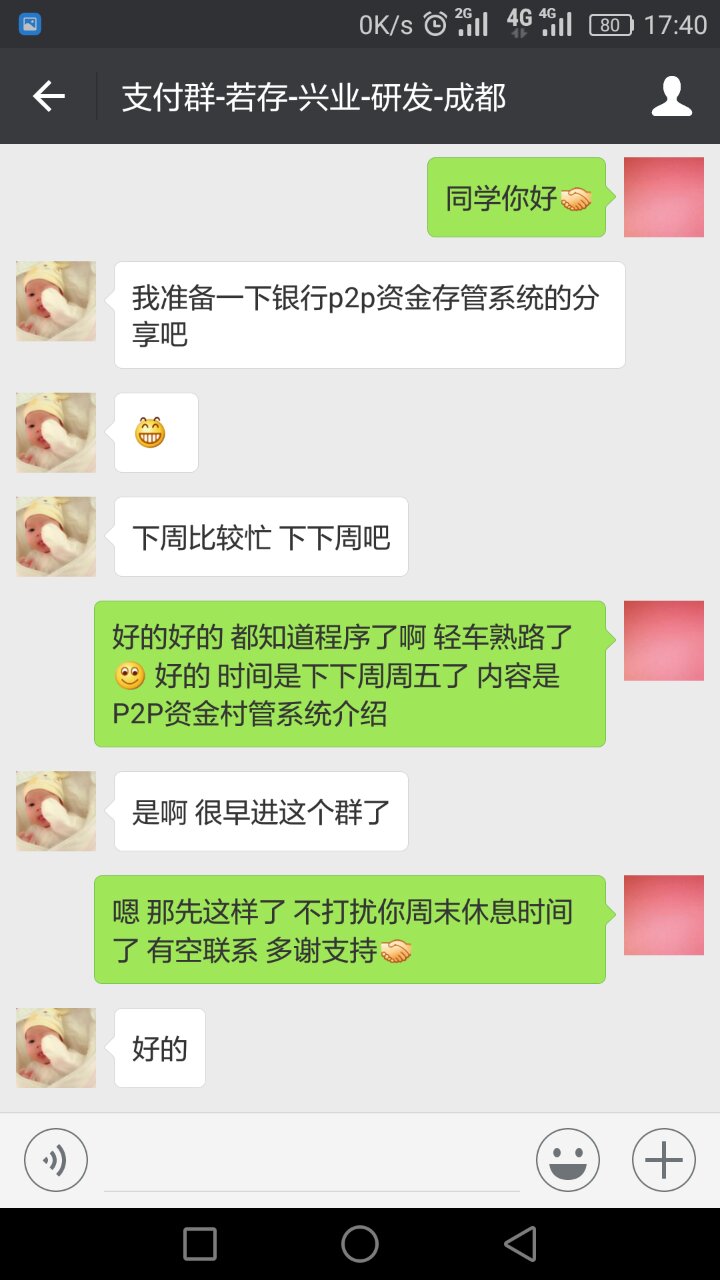 0K/s 2G 4G 4G 80 17:40
支付群-若存-兴业-研发-成都
同学你好
我准备一下银行p2p资金存管系统的分
享吧
下周比较忙 下下周吧
好的好的 都知道程序了啊 轻车熟路了
好的 时间是下下周周五了 内容是
P2P资金村管系统介绍
是啊 很早进这个群了
嗯 那先这样了 不打扰你周末休息时间
了 有空联系 多谢支持
好的